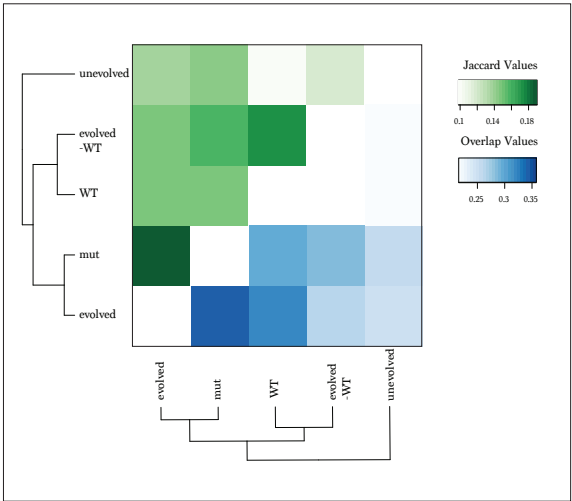 Jaccard Values
0.1 0.14 0.18
Overlap Values
0.25 0.3 0.35
unevolved
evolved
-WT
WT
mut
evolved
evolved
mut
WT
evolved
-WT
unevolved